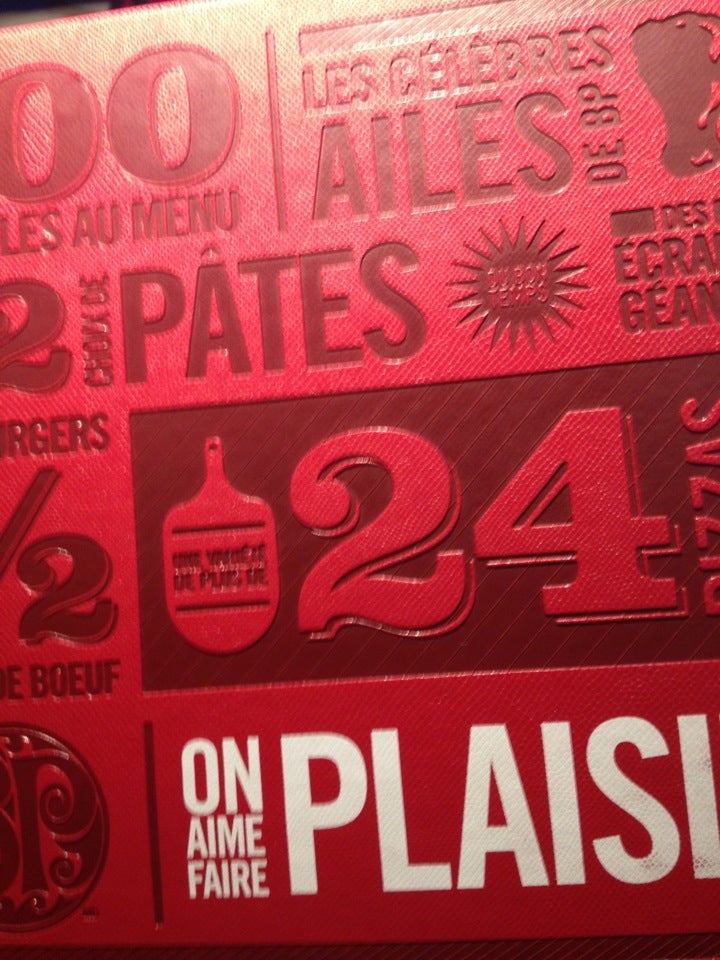 00
LES AU MENU
LES CÉLÈBRES
AILES
DE BP
2
CHOIX DE
PÂTES
DU BON
TEMPS
DES
ÉCRA
GÉAN
URGERS
½
DE BOEUF
UNE VARIÉTÉ
DE PLUS DE
24
PIZZAS
BP
ON
AIME
FAIRE
PLAISI